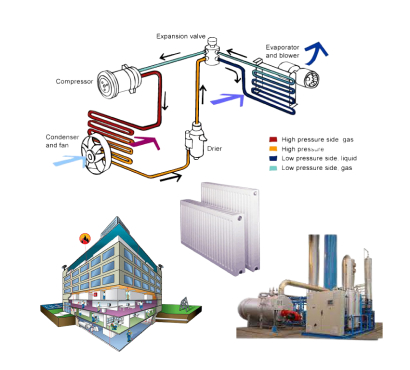 Expansion valve
Evaporator
and blower
Compressor
Condenser
and fan
Drier
High pressure side gas
High pressure
Low pressure side liquid
Low pressure side gas